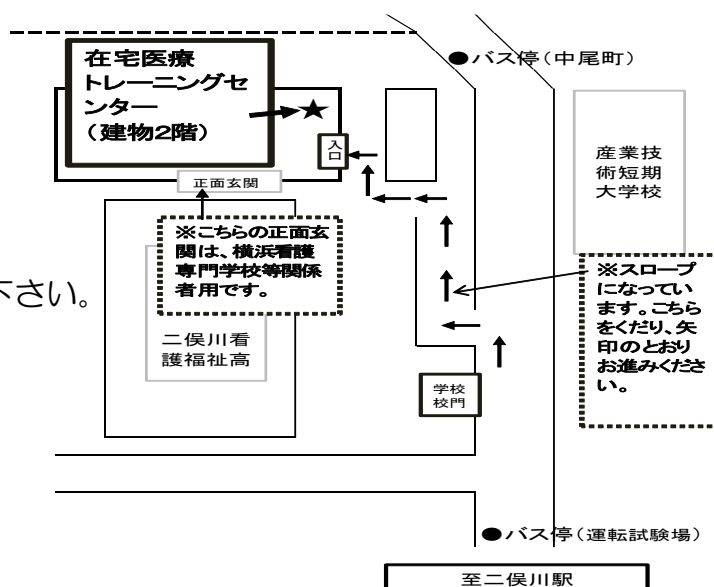 在宅医療
トレーニングセ
ンター
（建物2階）
●バス停（中尾町）
入口
産業技
術短期
大学校
正面玄関
※こちらの正面玄
関は、横浜看護
専門学校等関係
者用です。
※スロープ
になってい
ます。こちら
をくだり、矢
印のとおり
お進みくださ
い。
下さい。
二俣川看
護福祉高
学校
校門
●バス停（運転試験場）
至二俣川駅